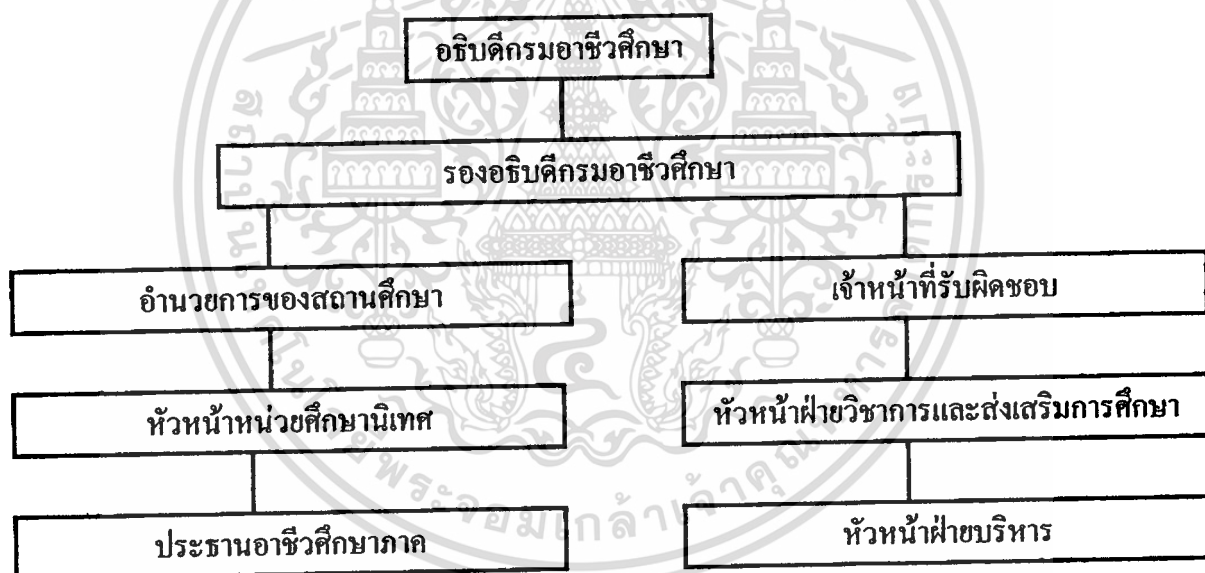 อธิบดีกรมอาชีวศึกษา
รองอธิบดีกรมอาชีวศึกษา
อำนวยการของสถานศึกษา
เจ้าหน้าที่รับผิดชอบ
หัวหน้าหน่วยศึกษานิเทศ
หัวหน้าฝ่ายวิชาการและส่งเสริมการศึกษา
ประธานอาชีวศึกษาภาค
หัวหน้าฝ่ายบริหาร